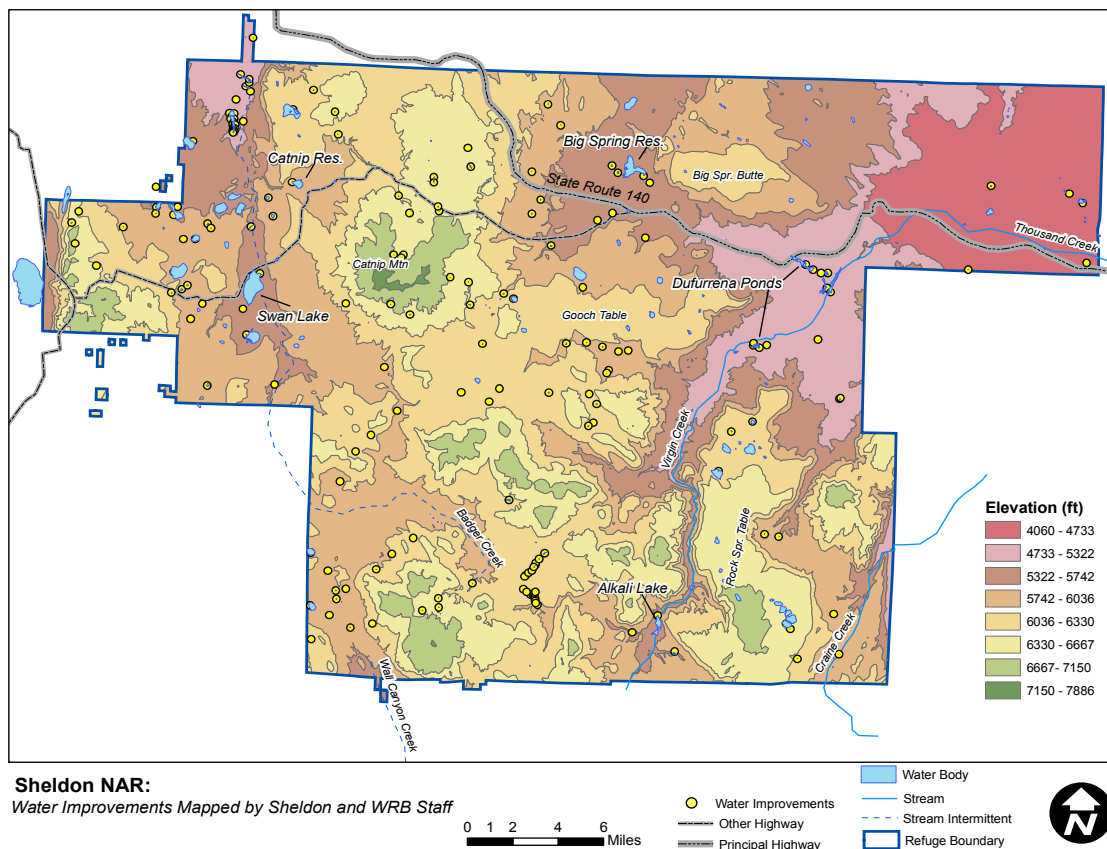 Catnip Res.
Big Spring Res.
Big Spr. Butte
State Route 140
Thousand Creek
Catnip Mtn
Dufurrena Ponds
Swan Lake
Gooch Table
Virgin Creek
Badger Creek
Rock Spr. Table
Alkali Lake
Craine Creek
Wall Canyon Creek
Elevation (ft)
4060 - 4733
4733 - 5322
5322 - 5742
5742 - 6036
6036 - 6330
6330 - 6667
6667- 7150
7150 - 7886
Sheldon NAR:
Water Improvements Mapped by Sheldon and WRB Staff
0 1 2 4 6
Miles
Water Improvements
Other Highway
Principal Highway
Water Body
Stream
Stream Intermittent
Refuge Boundary
N